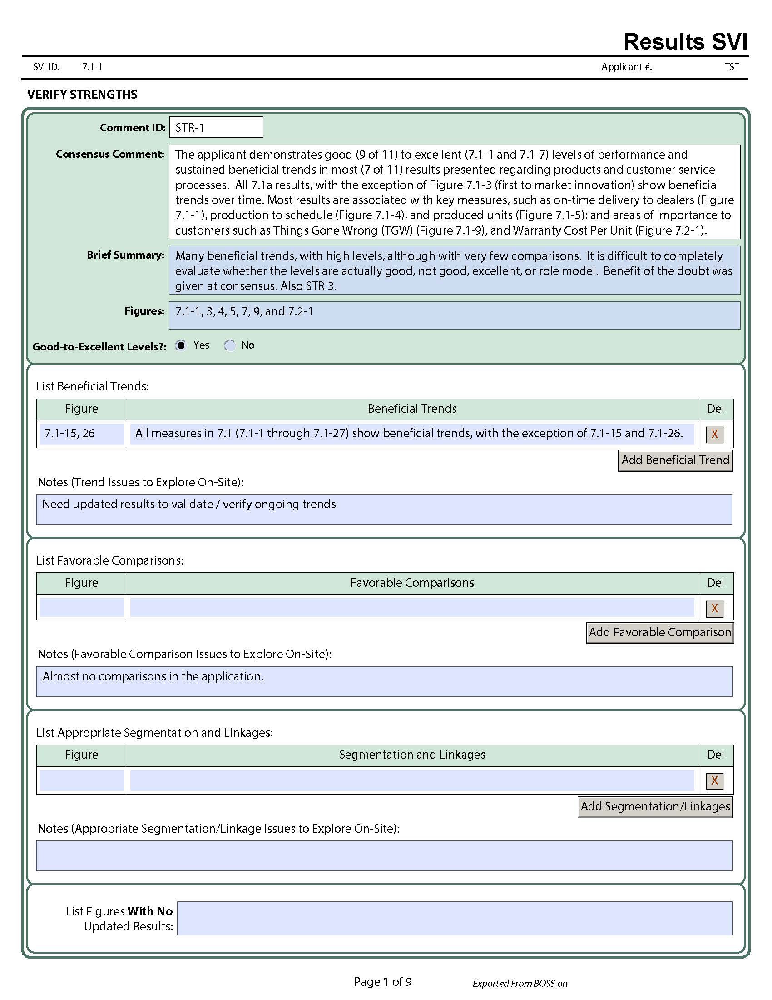 Results SVI
SVI ID: 7.1-1 Applicant #: TST
VERIFY STRENGTHS
Comment ID: STR-1
Consensus Comment: The applicant demonstrates good (9 of 11) to excellent (7.1-1 and 7.1-7) levels of performance and
sustained beneficial trends in most (7 of 11) results presented regarding products and customer service
processes. All 7.1a results, with the exception of Figure 7.1-3 (first to market innovation) show beneficial
trends over time. Most results are associated with key measures, such as on-time delivery to dealers (Figure
7.1-1), production to schedule (Figure 7.1-4), and produced units (Figure 7.1-5); and areas of importance to
customers such as Things Gone Wrong (TGW) (Figure 7.1-9), and Warranty Cost Per Unit (Figure 7.2-1).
Brief Summary: Many beneficial trends, with high levels, although with very few comparisons. It is difficult to completely
evaluate whether the levels are actually good, not good, excellent, or role model. Benefit of the doubt was
given at consensus. Also STR 3.
Figures: 7.1-1, 3, 4, 5, 7, 9, and 7.2-1
Good-to-Excellent Levels?: Yes No
List Beneficial Trends:
Figure Beneficial Trends Del
7.1-15, 26 All measures in 7.1 (7.1-1 through 7.1-27) show beneficial trends, with the exception of 7.1-15 and 7.1-26. X
Add Beneficial Trend
Notes (Trend Issues to Explore On-Site):
Need updated results to validate / verify ongoing trends
List Favorable Comparisons:
Figure Favorable Comparisons Del
X
Add Favorable Comparison
Notes (Favorable Comparison Issues to Explore On-Site):
Almost no comparisons in the application.
List Appropriate Segmentation and Linkages:
Figure Segmentation and Linkages Del
X
Add Segmentation/Linkages
Notes (Appropriate Segmentation/Linkage Issues to Explore On-Site):
List Figures With No
Updated Results:
Page 1 of 9 Exported From BOSS on